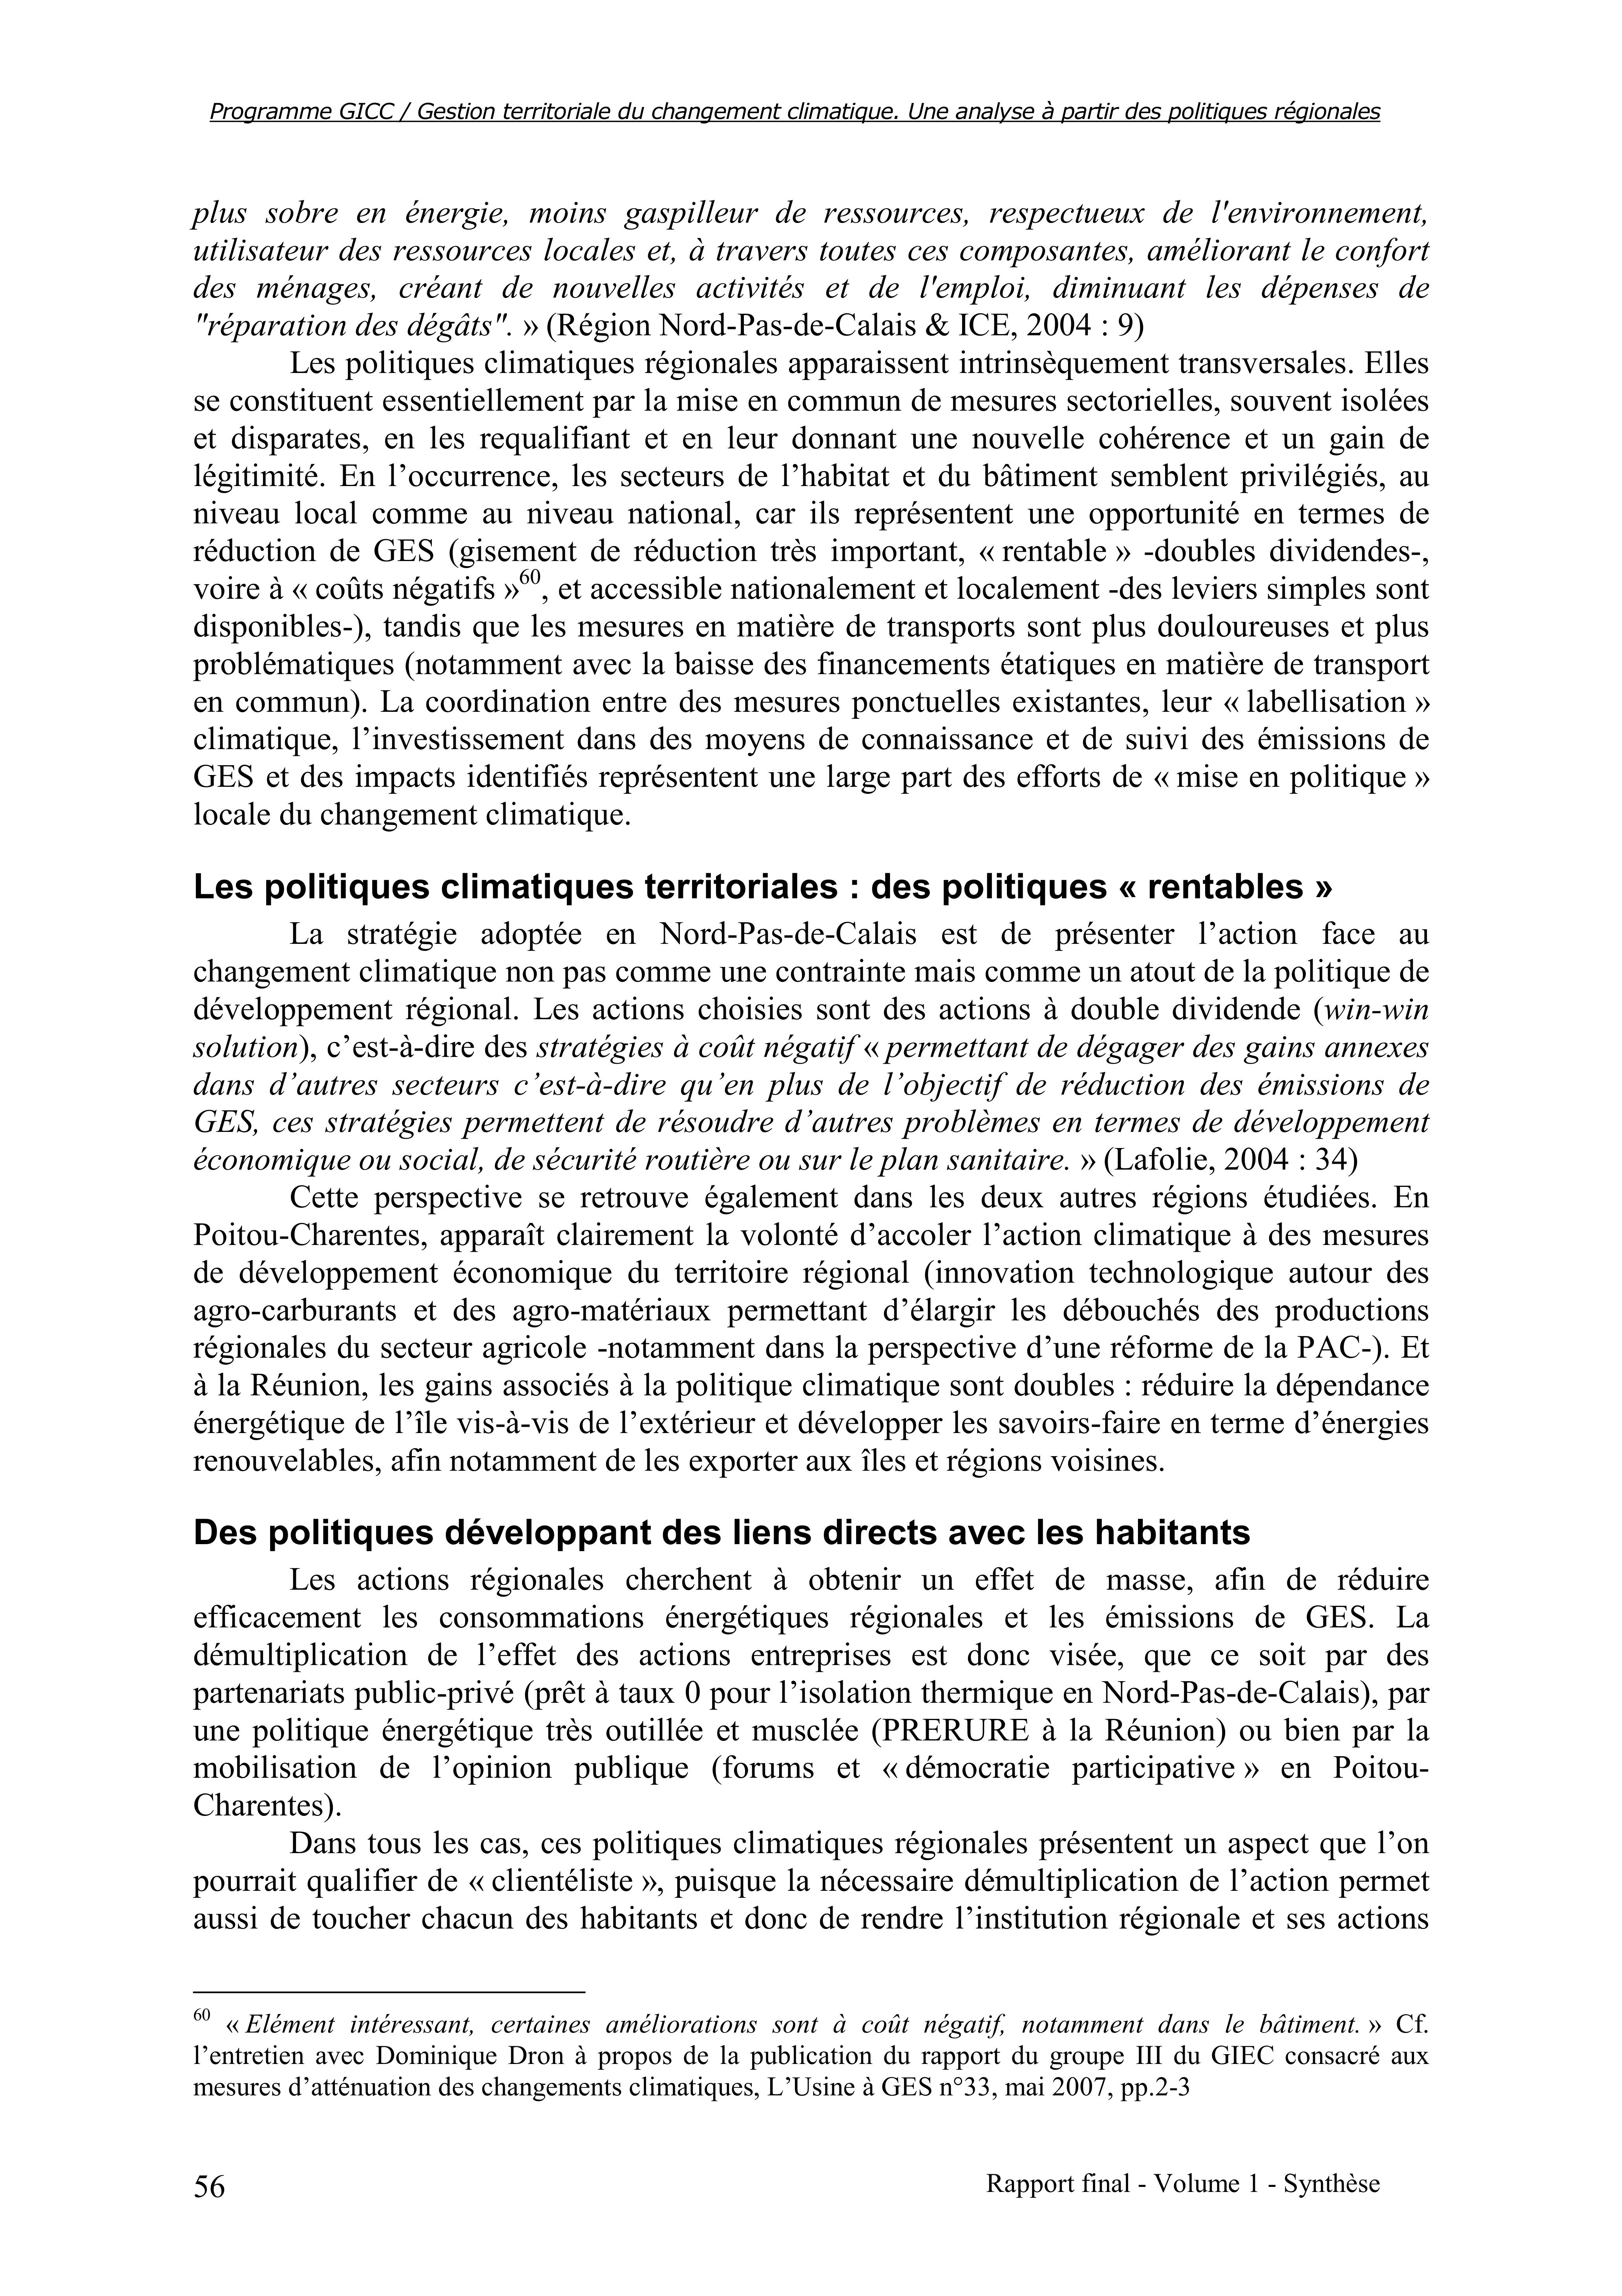 Programme GICC / Gestion territoriale du changement climatique. Une analyse à partir des politiques régionales
plus sobre en énergie, moins gaspilleur de ressources, respectueux de l'environnement,
utilisateur des ressources locales et, à travers toutes ces composantes, améliorant le confort
des ménages, créant de nouvelles activités et de l'emploi, diminuant les dépenses de
"réparation des dégâts". » (Région Nord-Pas-de-Calais & ICE, 2004 : 9)
Les politiques climatiques régionales apparaissent intrinsèquement transversales. Elles
se constituent essentiellement par la mise en commun de mesures sectorielles, souvent isolées
et disparates, en les requalifiant et en leur donnant une nouvelle cohérence et un gain de
légitimité. En l’occurrence, les secteurs de l’habitat et du bâtiment semblent privilégiés, au
niveau local comme au niveau national, car ils représentent une opportunité en termes de
réduction de GES (gisement de réduction très important, « rentable » -doubles dividendes-,
voire à « coûts négatifs »60, et accessible nationalement et localement -des leviers simples sont
disponibles-), tandis que les mesures en matière de transports sont plus douloureuses et plus
problématiques (notamment avec la baisse des financements étatiques en matière de transport
en commun). La coordination entre des mesures ponctuelles existantes, leur « labellisation »
climatique, l’investissement dans des moyens de connaissance et de suivi des émissions de
GES et des impacts identifiés représentent une large part des efforts de « mise en politique »
locale du changement climatique.
Les politiques climatiques territoriales : des politiques « rentables »
La stratégie adoptée en Nord-Pas-de-Calais est de présenter l’action face au
changement climatique non pas comme une contrainte mais comme un atout de la politique de
développement régional. Les actions choisies sont des actions à double dividende (win-win
solution), c’est-à-dire des stratégies à coût négatif « permettant de dégager des gains annexes
dans d’autres secteurs c’est-à-dire qu’en plus de l’objectif de réduction des émissions de
GES, ces stratégies permettent de résoudre d’autres problèmes en termes de développement
économique ou social, de sécurité routière ou sur le plan sanitaire. » (Lafolie, 2004 : 34)
Cette perspective se retrouve également dans les deux autres régions étudiées. En
Poitou-Charentes, apparaît clairement la volonté d’accoler l’action climatique à des mesures
de développement économique du territoire régional (innovation technologique autour des
agro-carburants et des agro-matériaux permettant d’élargir les débouchés des productions
régionales du secteur agricole -notamment dans la perspective d’une réforme de la PAC-). Et
à la Réunion, les gains associés à la politique climatique sont doubles : réduire la dépendance
énergétique de l’île vis-à-vis de l’extérieur et développer les savoirs-faire en terme d’énergies
renouvelables, afin notamment de les exporter aux îles et régions voisines.
Des politiques développant des liens directs avec les habitants
Les actions régionales cherchent à obtenir un effet de masse, afin de réduire
efficacement les consommations énergétiques régionales et les émissions de GES. La
démultiplication de l’effet des actions entreprises est donc visée, que ce soit par des
partenariats public-privé (prêt à taux 0 pour l’isolation thermique en Nord-Pas-de-Calais), par
une politique énergétique très outillée et musclée (PRERURE à la Réunion) ou bien par la
mobilisation de l’opinion publique (forums et « démocratie participative » en Poitou-
Charentes).
Dans tous les cas, ces politiques climatiques régionales présentent un aspect que l’on
pourrait qualifier de « clientéliste », puisque la nécessaire démultiplication de l’action permet
aussi de toucher chacun des habitants et donc de rendre l’institution régionale et ses actions
60 « Elément intéressant, certaines améliorations sont à coût négatif, notamment dans le bâtiment. » Cf.
l’entretien avec Dominique Dron à propos de la publication du rapport du groupe III du GIEC consacré aux
mesures d’atténuation des changements climatiques, L’Usine à GES n°33, mai 2007, pp.2-3
56
Rapport final - Volume 1 - Synthèse